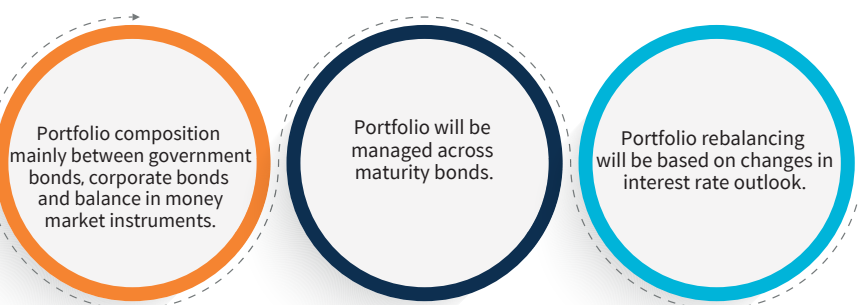 Portfolio composition
mainly between government
bonds, corporate bonds
and balance in money
market instruments.
Portfolio will be
managed across
maturity bonds.
Portfolio rebalancing
will be based on changes in
interest rate outlook.